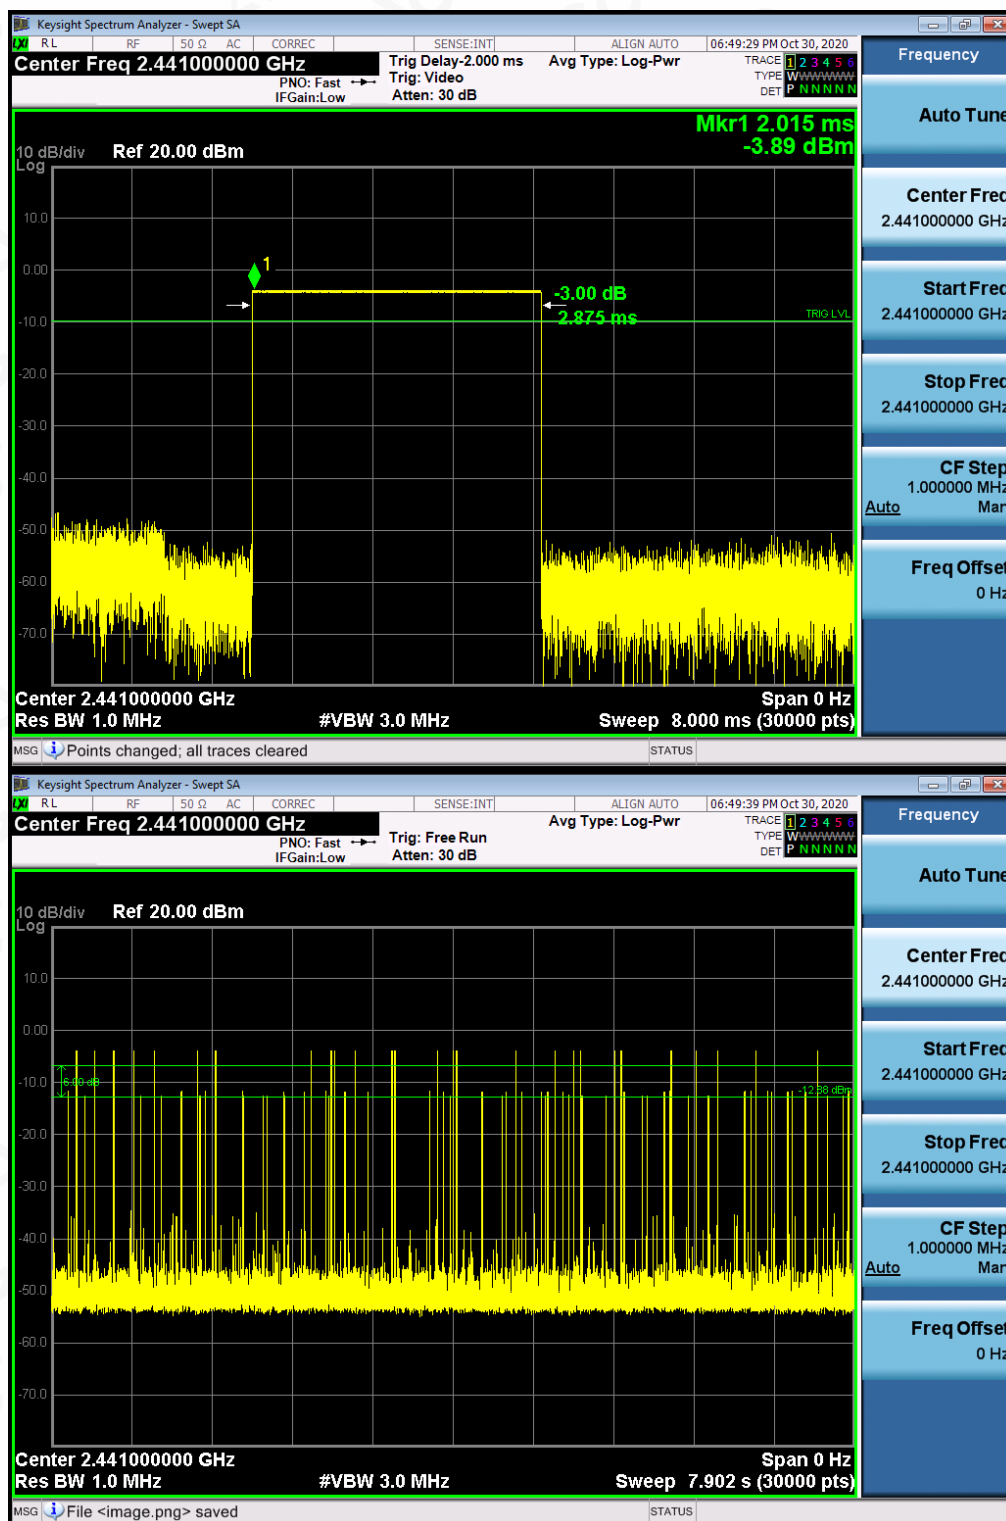 Keysight Spectrum Analyzer - Swept SA
LXI RL RF 50 Ω AC CORREC SENSE:INT ALIGN AUTO 06:49:29 PM Oct 30, 2020
Center Freq 2.441000000 GHz
PNO: Fast
IFGain:Low
Trig Delay-2.000 ms
Trig: Video
Atten: 30 dB
Avg Type: Log-Pwr
TRACE 1 2 3 4 5 6
TYPE WWWWWWW
DET P N N N N N
Mkr1 2.015 ms
-3.89 dBm
10 dB/div Ref 20.00 dBm
Log
10.0
0.00
-10.0
-20.0
-30.0
-40.0
-50.0
-60.0
-70.0
1
-3.00 dB
2.875 ms
TRIG LVL
Center 2.441000000 GHz Span 0 Hz
Res BW 1.0 MHz #VBW 3.0 MHz Sweep 8.000 ms (30000 pts)
MSG Points changed; all traces cleared STATUS
Frequency
Auto Tune
Center Freq
2.441000000 GHz
Start Freq
2.441000000 GHz
Stop Freq
2.441000000 GHz
CF Step
1.000000 MHz
Auto Man
Freq Offset
0 Hz
Keysight Spectrum Analyzer - Swept SA
LXI RL RF 50 Ω AC CORREC SENSE:INT ALIGN AUTO 06:49:39 PM Oct 30, 2020
Center Freq 2.441000000 GHz
PNO: Fast
IFGain:Low
Trig: Free Run
Atten: 30 dB
Avg Type: Log-Pwr
TRACE 1 2 3 4 5 6
TYPE WWWWWWW
DET P N N N N N
10 dB/div Ref 20.00 dBm
Log
10.0
0.00
-10.0
-20.0
-30.0
-40.0
-50.0
-60.0
-70.0
6.00 dB
-12.98 dBm
Center 2.441000000 GHz Span 0 Hz
Res BW 1.0 MHz #VBW 3.0 MHz Sweep 7.902 s (30000 pts)
MSG File <image.png> saved STATUS
Frequency
Auto Tune
Center Freq
2.441000000 GHz
Start Freq
2.441000000 GHz
Stop Freq
2.441000000 GHz
CF Step
1.000000 MHz
Auto Man
Freq Offset
0 Hz